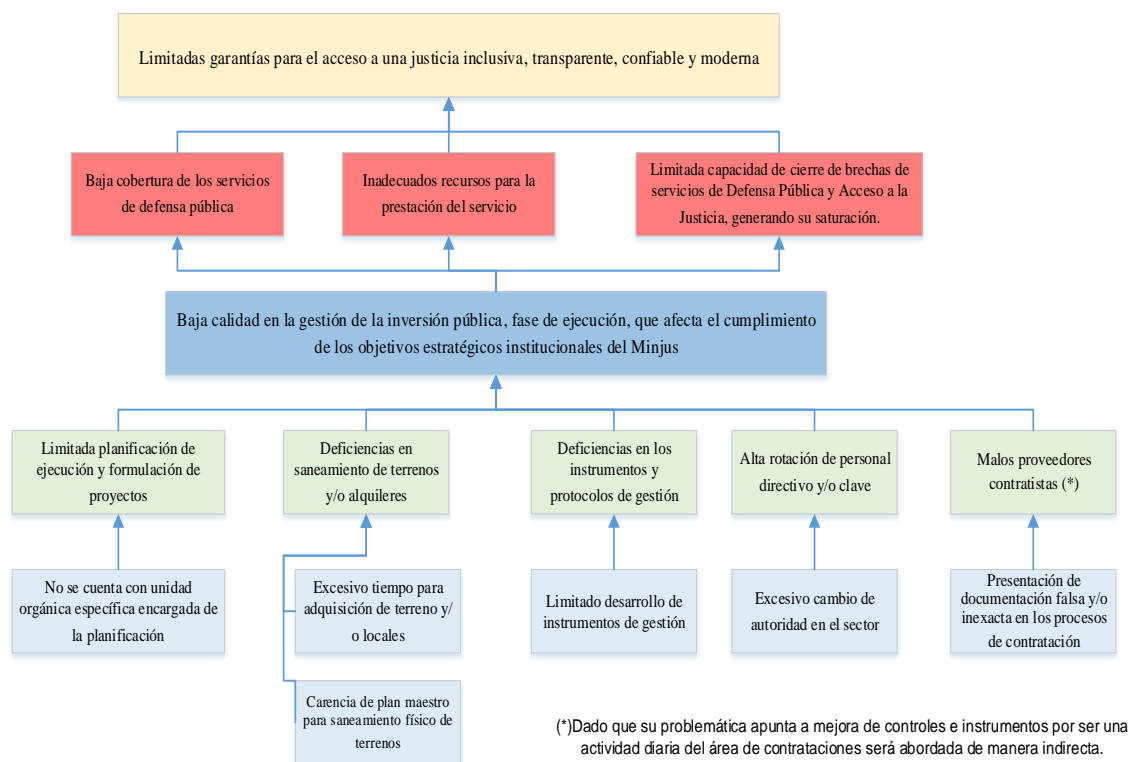 Limitadas garantías para el acceso a una justicia inclusiva, transparente, confiable y moderna
Baja cobertura de los servicios
de defensa pública
Inadecuados recursos para la
prestación del servicio
Limitada capacidad de cierre de brechas de
servicios de Defensa Pública y Acceso a la
Justicia, generando su saturación.
Baja calidad en la gestión de la inversión pública, fase de ejecución, que afecta el cumplimiento
de los objetivos estratégicos institucionales del Minjus
Limitada planificación de
ejecución y formulación de
proyectos
Deficiencias en
saneamiento de terrenos
y/o alquileres
Deficiencias en los
instrumentos y
protocolos de gestión
Alta rotación de personal
directivo y/o clave
Malos proveedores
contratistas (*)
No se cuenta con unidad
orgánica específica encargada de
la planificación
Excesivo tiempo para
adquisición de terreno y/
o locales
Limitado desarrollo de
instrumentos de gestión
Excesivo cambio de
autoridad en el sector
Presentación de
documentación falsa y/o
inexacta en los procesos
de contratación
Carencia de plan maestro
para saneamiento físico de
terrenos
(*)Dado que su problemática apunta a mejora de controles e instrumentos por ser una
actividad diaria del área de contrataciones será abordada de manera indirecta.